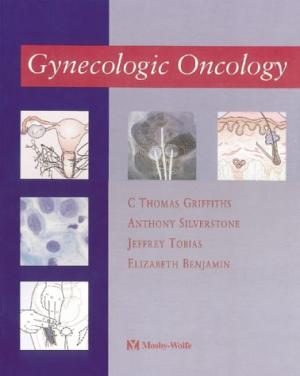 Gynecologic Oncology
C THOMAS GRIFFITHS
ANTHONY SILVERSTONE
JEFFREY TOBIAS
ELIZABETH BENJAMIN
M Mosby-Wolfe